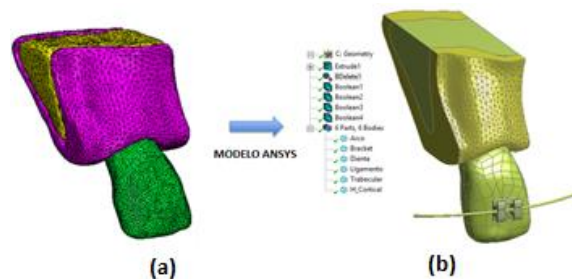 C: Geometry
Extrude1
BDelete1
Boolean1
Boolean2
Boolean3
Boolean4
6 Parts, 6 Bodies
Arco
Bracket
Diente
Ligamento
Trabecular
H_Cortical
MODELO ANSYS
(a)
(b)